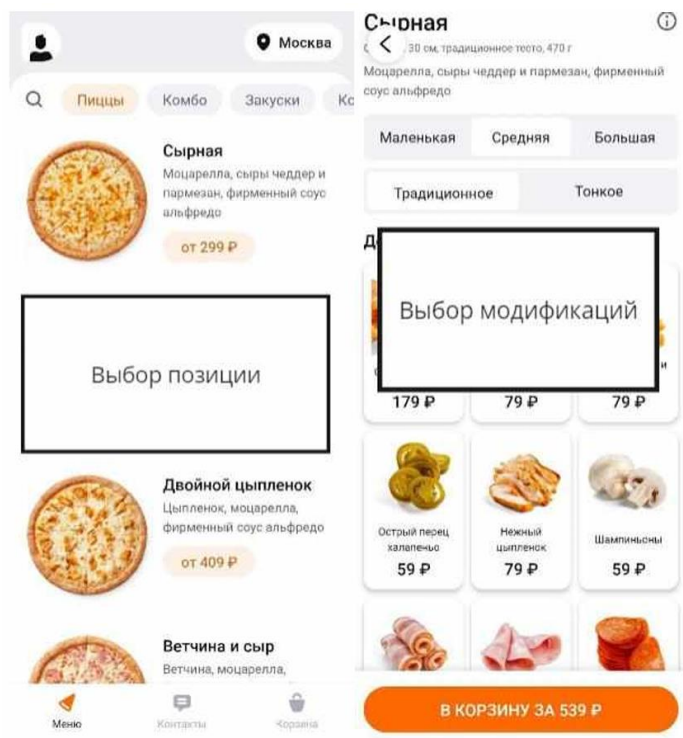 Москва
Пиццы
Комбо
Закуски
Сырная
Моцарелла, сыры чеддер и
пармезан, фирменный соус
альфредо
от 299 ₽
Выбор позиции
Двойной цыпленок
Цыпленок, моцарелла,
фирменный соус альфредо
от 409 ₽
Ветчина и сыр
Ветчина, моцарелла,
Меню
Контакты
Корзина
Сырная
30 см, традиционное тесто, 470 г
Моцарелла, сыры чеддер и пармезан, фирменный
соус альфредо
Маленькая
Средняя
Большая
Традиционное
Тонкое
Выбор модификаций
179 ₽
79 ₽
79 ₽
Острый перец
халапеньо
59 ₽
Нежный
цыпленок
79 ₽
Шампиньоны
59 ₽
В КОРЗИНУ ЗА 539 ₽